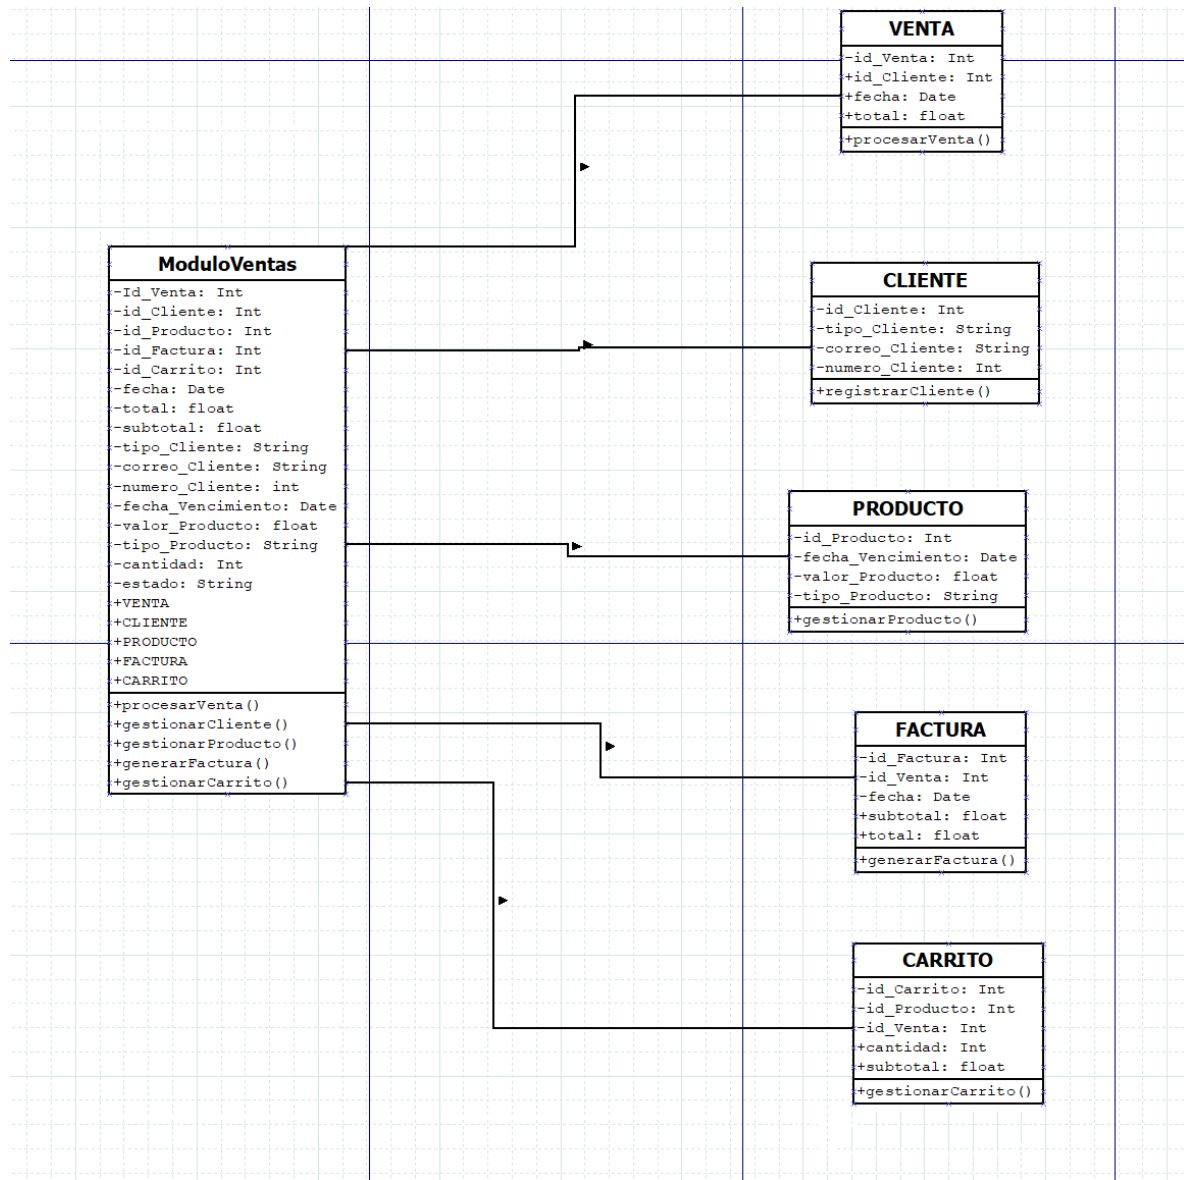 VENTA
-id_Venta: Int
+id_Cliente: Int
+fecha: Date
+total: float
+procesarVenta()
ModuloVentas
-Id_Venta: Int
-id_Cliente: Int
-id_Producto: Int
-id_Factura: Int
-id_Carrito: Int
-fecha: Date
-total: float
-subtotal: float
-tipo_Cliente: String
-correo_Cliente: String
-numero_Cliente: int
-fecha_Vencimiento: Date
-valor_Producto: float
-tipo_Producto: String
-cantidad: Int
-estado: String
+VENTA
+CLIENTE
+PRODUCTO
+FACTURA
+CARRITO
+procesarVenta()
+gestionarCliente()
+gestionarProducto()
+generarFactura()
+gestionarCarrito()
CLIENTE
-id_Cliente: Int
-tipo_Cliente: String
-correo_Cliente: String
-numero_Cliente: Int
+registrarCliente()
PRODUCTO
-id_Producto: Int
-fecha_Vencimiento: Date
-valor_Producto: float
-tipo_Producto: String
+gestionarProducto()
FACTURA
-id_Factura: Int
-id_Venta: Int
-fecha: Date
+subtotal: float
+total: float
+generarFactura()
CARRITO
-id_Carrito: Int
-id_Producto: Int
-id_Venta: Int
+cantidad: Int
+subtotal: float
+gestionarCarrito()